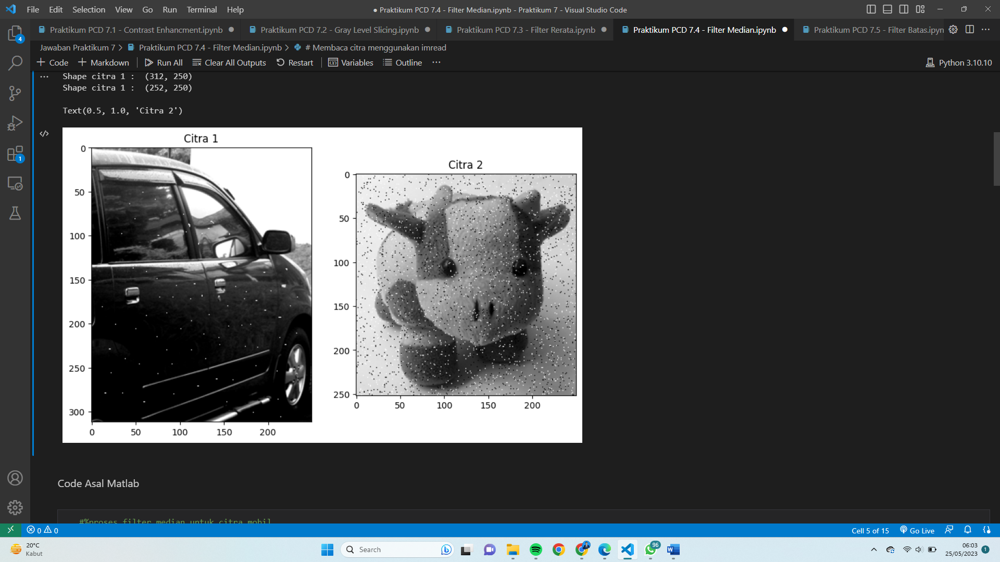 File Edit Selection View Go Run Terminal Help
● Praktikum PCD 7.4 - Filter Median.ipynb - Praktikum 7 - Visual Studio Code
4
Praktikum PCD 7.1 - Contrast Enhancment.ipynb
Praktikum PCD 7.2 - Gray Level Slicing.ipynb
Praktikum PCD 7.3 - Filter Rerata.ipynb
Praktikum PCD 7.4 - Filter Median.ipynb
Praktikum PCD 7.5 - Filter Batas.ipyn
Jawaban Praktikum 7 > Praktikum PCD 7.4 - Filter Median.ipynb > # Membaca citra menggunakan imread
+ Code + Markdown Run All Clear All Outputs Restart Variables Outline ···
Python 3.10.10
Shape citra 1 :  (312, 250)
Shape citra 1 :  (252, 250)
Text(0.5, 1.0, 'Citra 2')
1
Citra 1
0
50
100
150
200
250
300
0 50 100 150 200
Citra 2
0
50
100
150
200
250
0 50 100 150 200
Code Asal Matlab
#%proses filter median untuk citra mobil
0 0
Cell 5 of 15 Go Live
20°C
Kabut
Search
96
06:03
25/05/2023
1